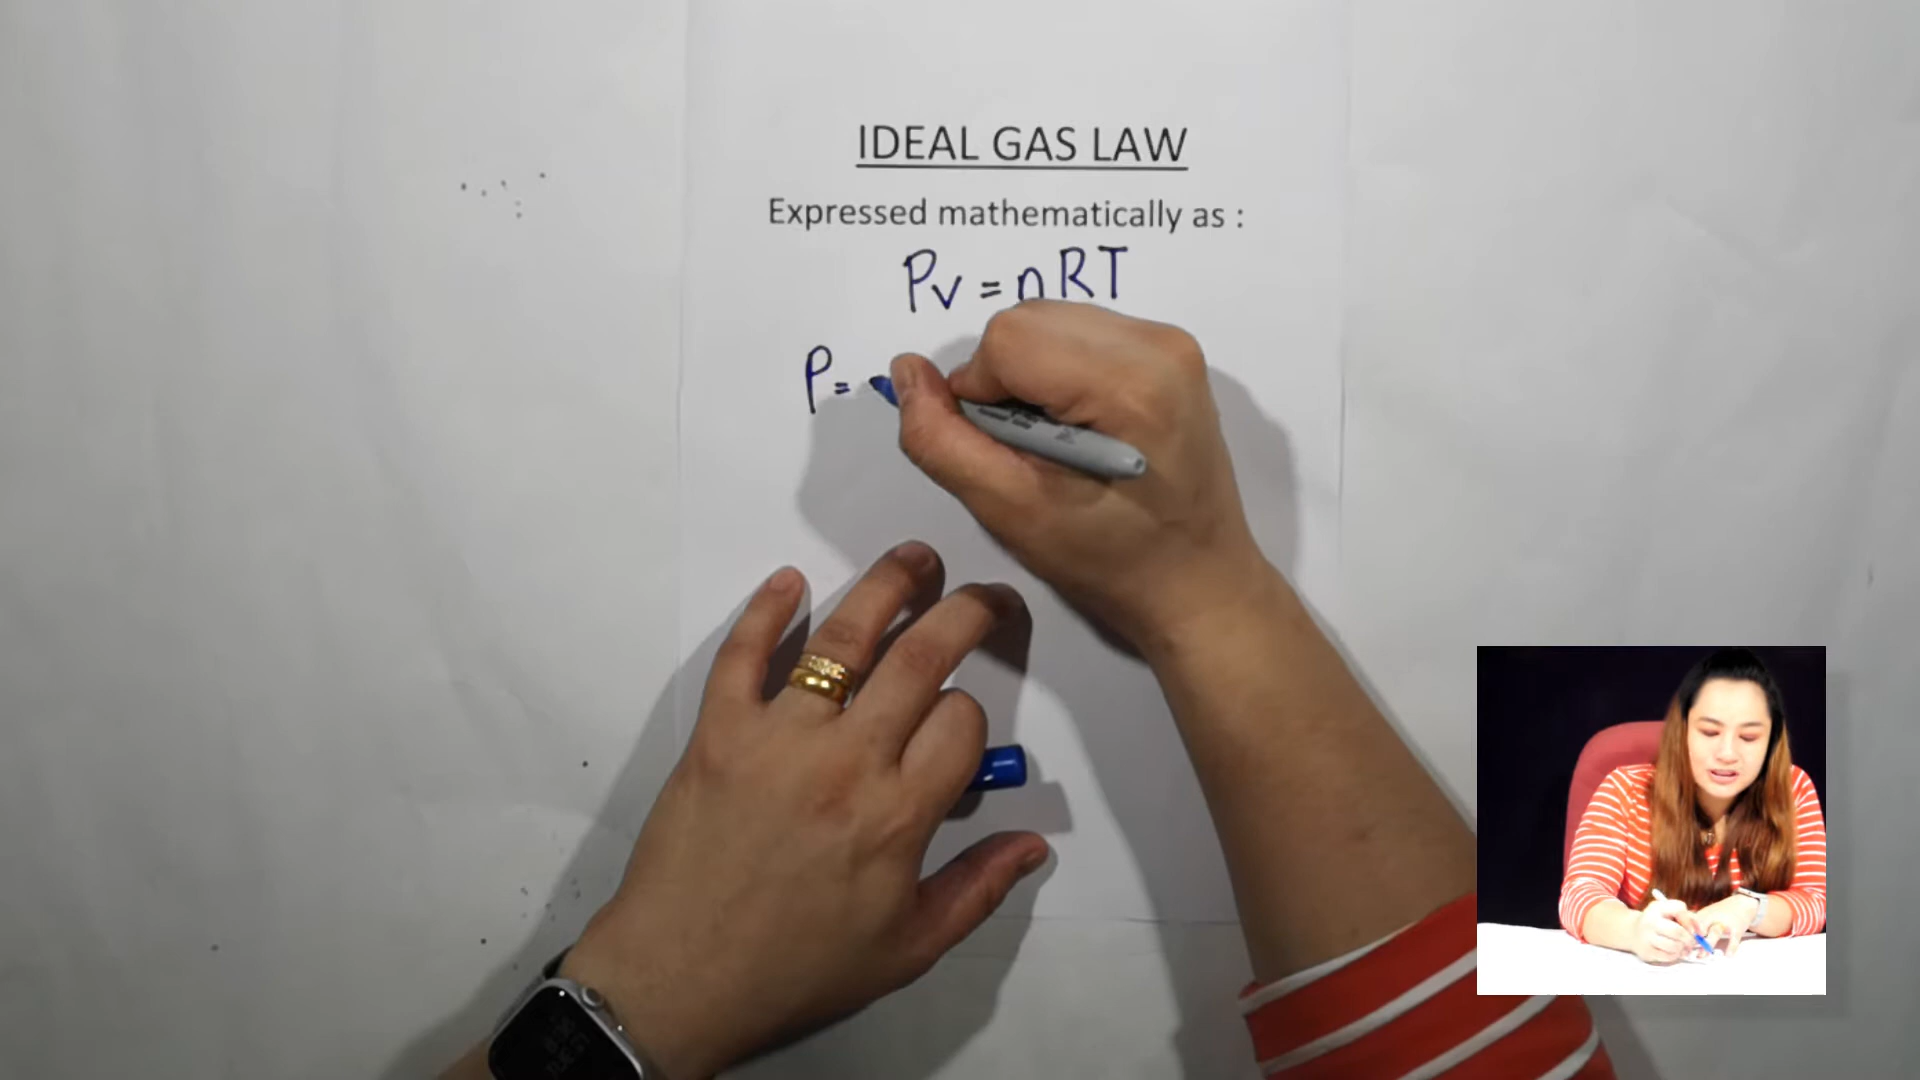 IDEAL GAS LAW
Expressed mathematically as :
PV = nRT
P =